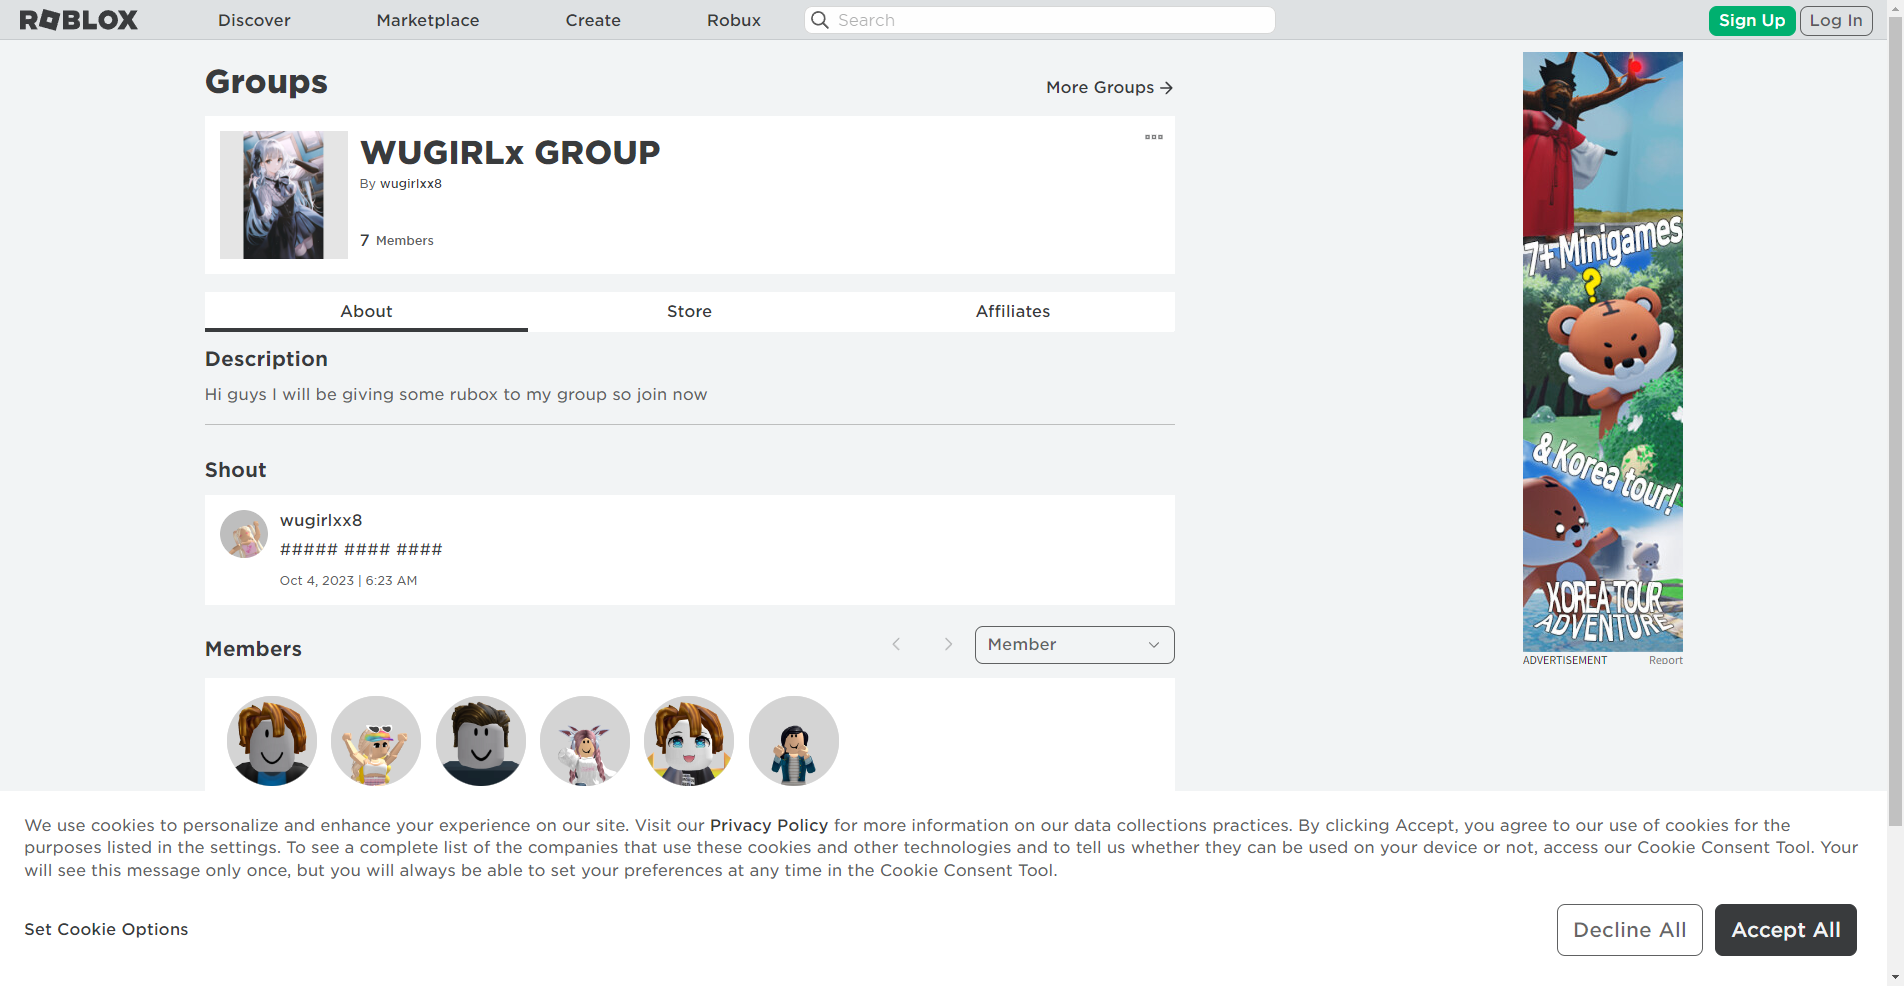 ROBLOX
Discover
Marketplace
Create
Robux
Search
Sign Up
Log In
Groups
More Groups
WUGIRLx GROUP
By wugirlxx8
7 Members
About
Store
Affiliates
Description
Hi guys I will be giving some rubox to my group so join now
Shout
wugirlxx8
##### #### ####
Oct 4, 2023 | 6:23 AM
Members
Member
7+ Minigames
?
& Korea tour!
KOREA TOUR
ADVENTURE
ADVERTISEMENT
Report
We use cookies to personalize and enhance your experience on our site. Visit our Privacy Policy for more information on our data collections practices. By clicking Accept, you agree to our use of cookies for the
purposes listed in the settings. To see a complete list of the companies that use these cookies and other technologies and to tell us whether they can be used on your device or not, access our Cookie Consent Tool. Your
will see this message only once, but you will always be able to set your preferences at any time in the Cookie Consent Tool.
Set Cookie Options
Decline All
Accept All